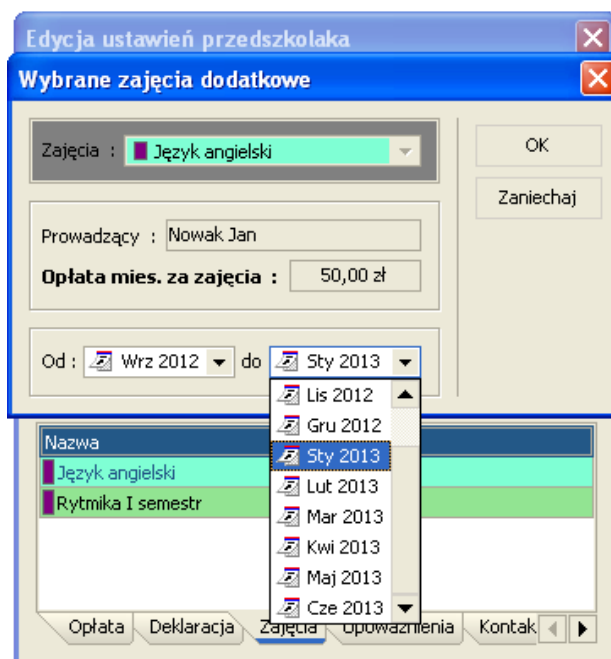 Edycja ustawień przedszkolaka
Wybrane zajęcia dodatkowe
Zajęcia : Język angielski
OK
Zaniechaj
Prowadzący : Nowak Jan
Opłata mies. za zajęcia : 50,00 zł
Od : Wrz 2012 do Sty 2013
Lis 2012
Gru 2012
Sty 2013
Lut 2013
Mar 2013
Kwi 2013
Maj 2013
Cze 2013
Nazwa
Język angielski
Rytmika I semestr
Opłata Deklaracja Zajęcia Upoważnienia Kontak